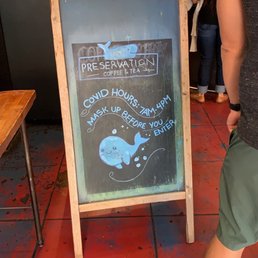 PRESERVATION
COFFEE & TEA
COVID HOURS-7AM-4PM
MASK UP BEFORE YOU
ENTER